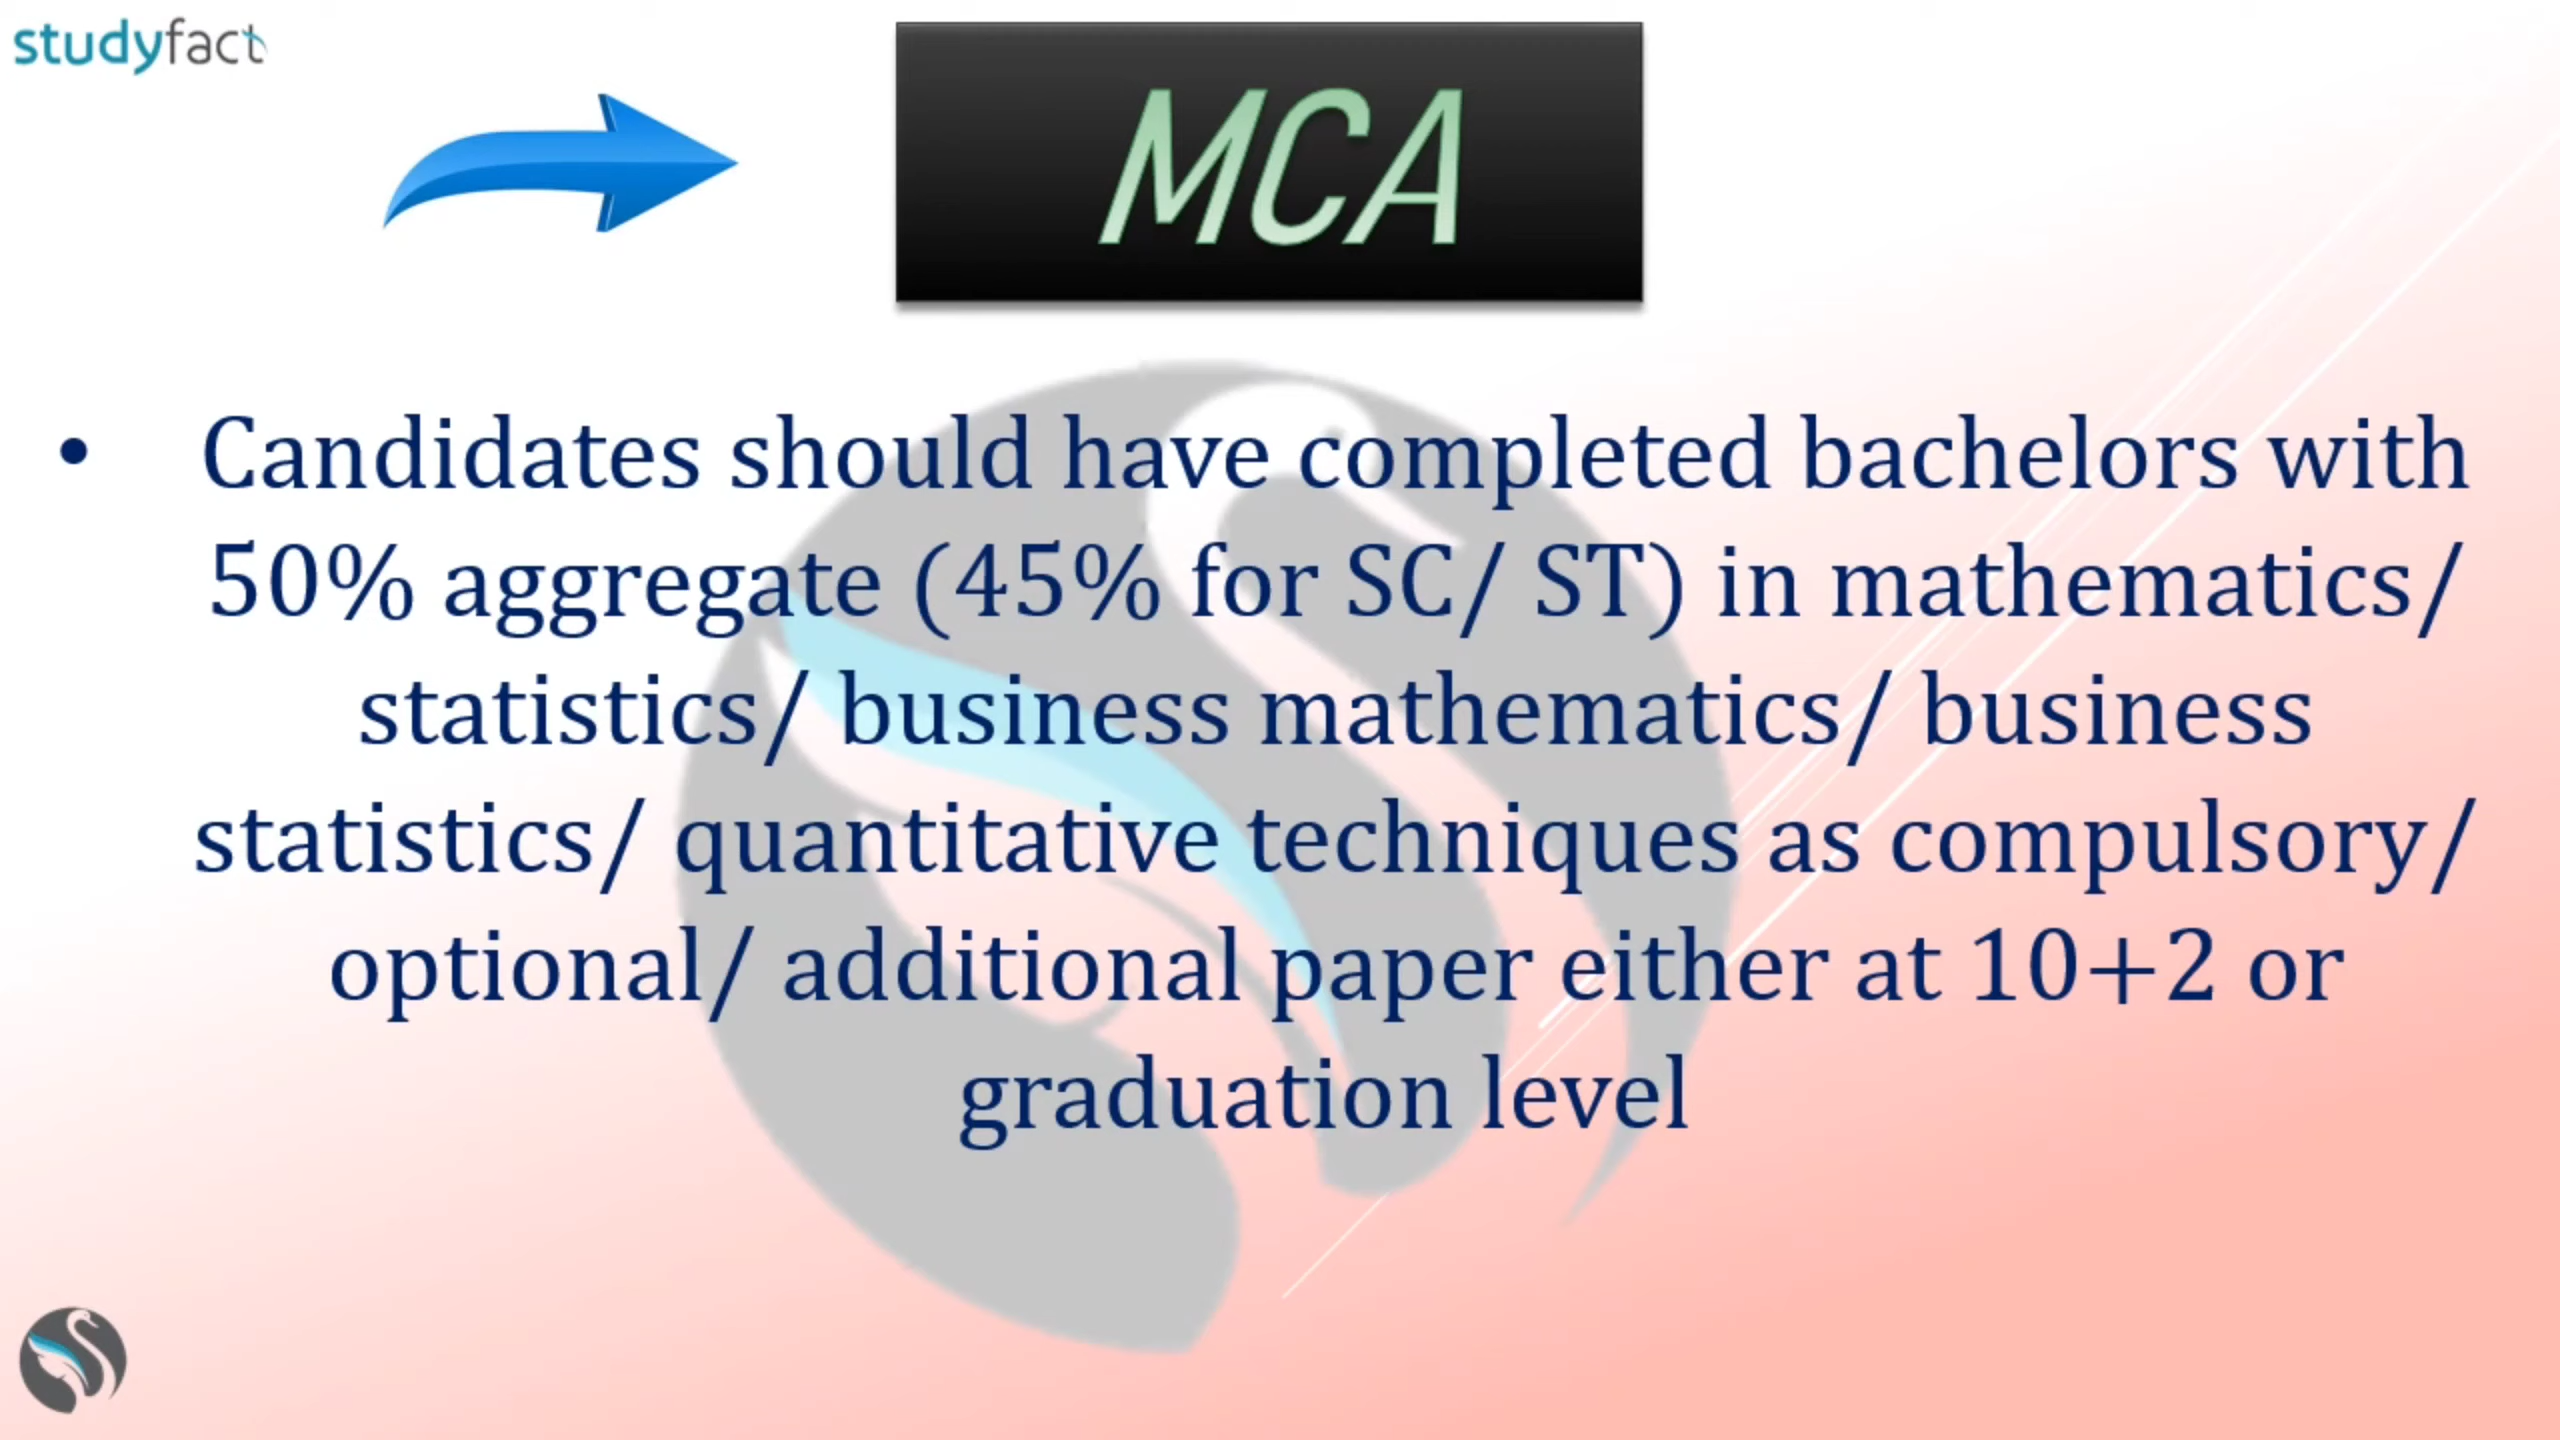 studyfact
MCA
• Candidates should have completed bachelors with
50% aggregate (45% for SC/ ST) in mathematics/
statistics/ business mathematics/ business
statistics/ quantitative techniques as compulsory/
optional/ additional paper either at 10+2 or
graduation level